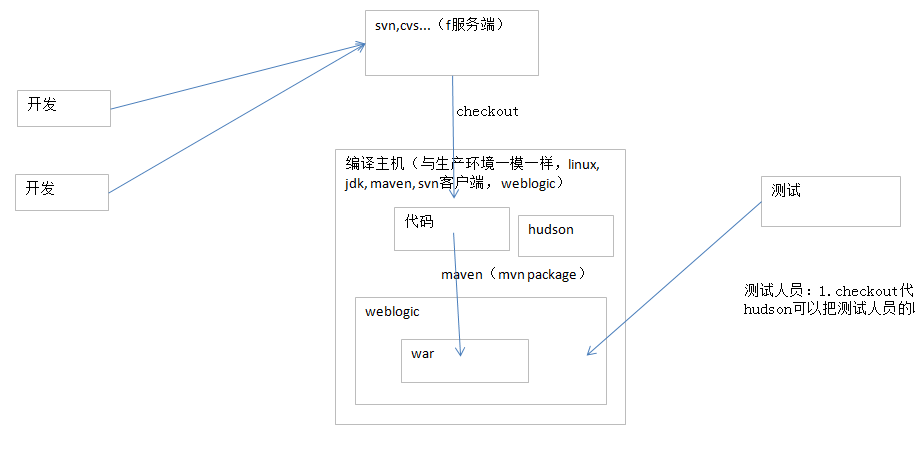 svn,cvs...（f服务端）
开发
checkout
编译主机（与生产环境一模一样，linux,
jdk, maven, svn客户端， weblogic）
开发
测试
代码
hudson
maven（mvn package）
测试人员：1.checkout代
hudson可以把测试人员的
weblogic
war